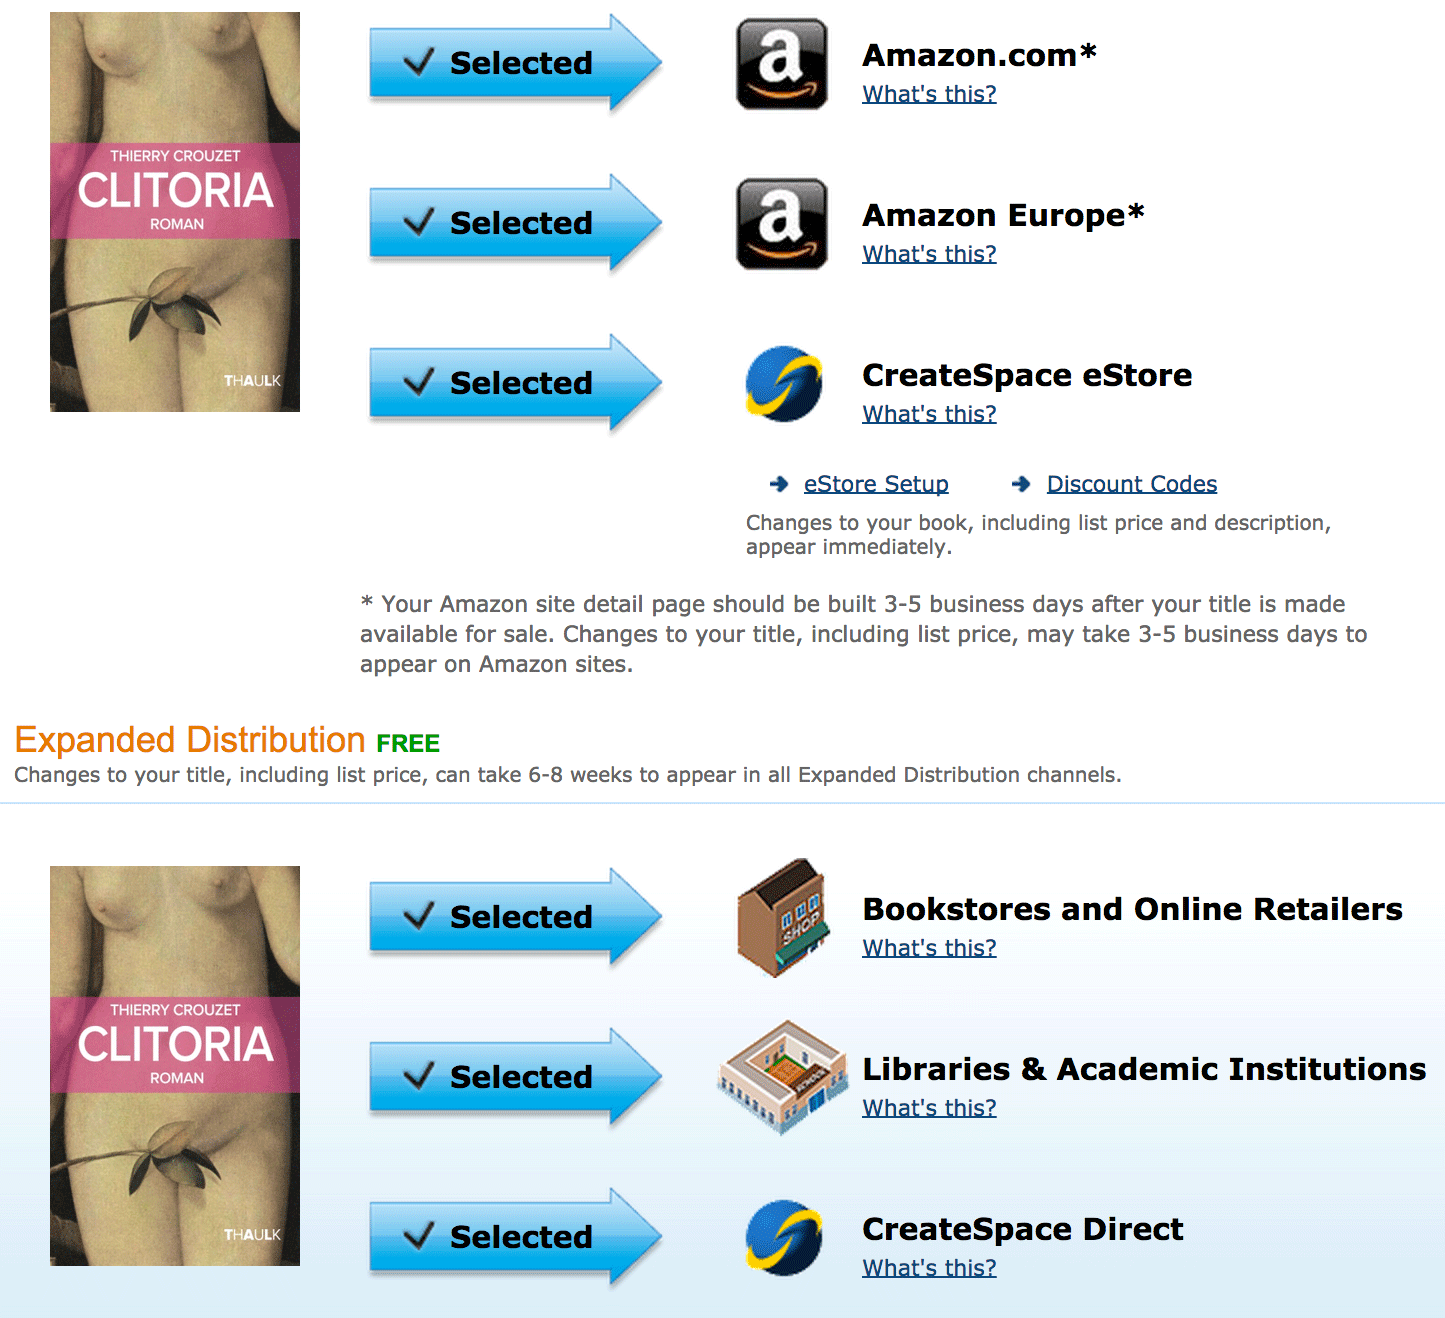 THIERRY CROUZET
CLITORIA
ROMAN
THAULK
Selected
a
Amazon.com*
What's this?
Selected
a
Amazon Europe*
What's this?
Selected
CreateSpace eStore
What's this?
eStore Setup
Discount Codes
Changes to your book, including list price and description,
appear immediately.
* Your Amazon site detail page should be built 3-5 business days after your title is made
available for sale. Changes to your title, including list price, may take 3-5 business days to
appear on Amazon sites.
Expanded Distribution FREE
Changes to your title, including list price, can take 6-8 weeks to appear in all Expanded Distribution channels.
THIERRY CROUZET
CLITORIA
ROMAN
THAULK
Selected
SHOP
Bookstores and Online Retailers
What's this?
Selected
SCHOOL
Libraries & Academic Institutions
What's this?
Selected
CreateSpace Direct
What's this?